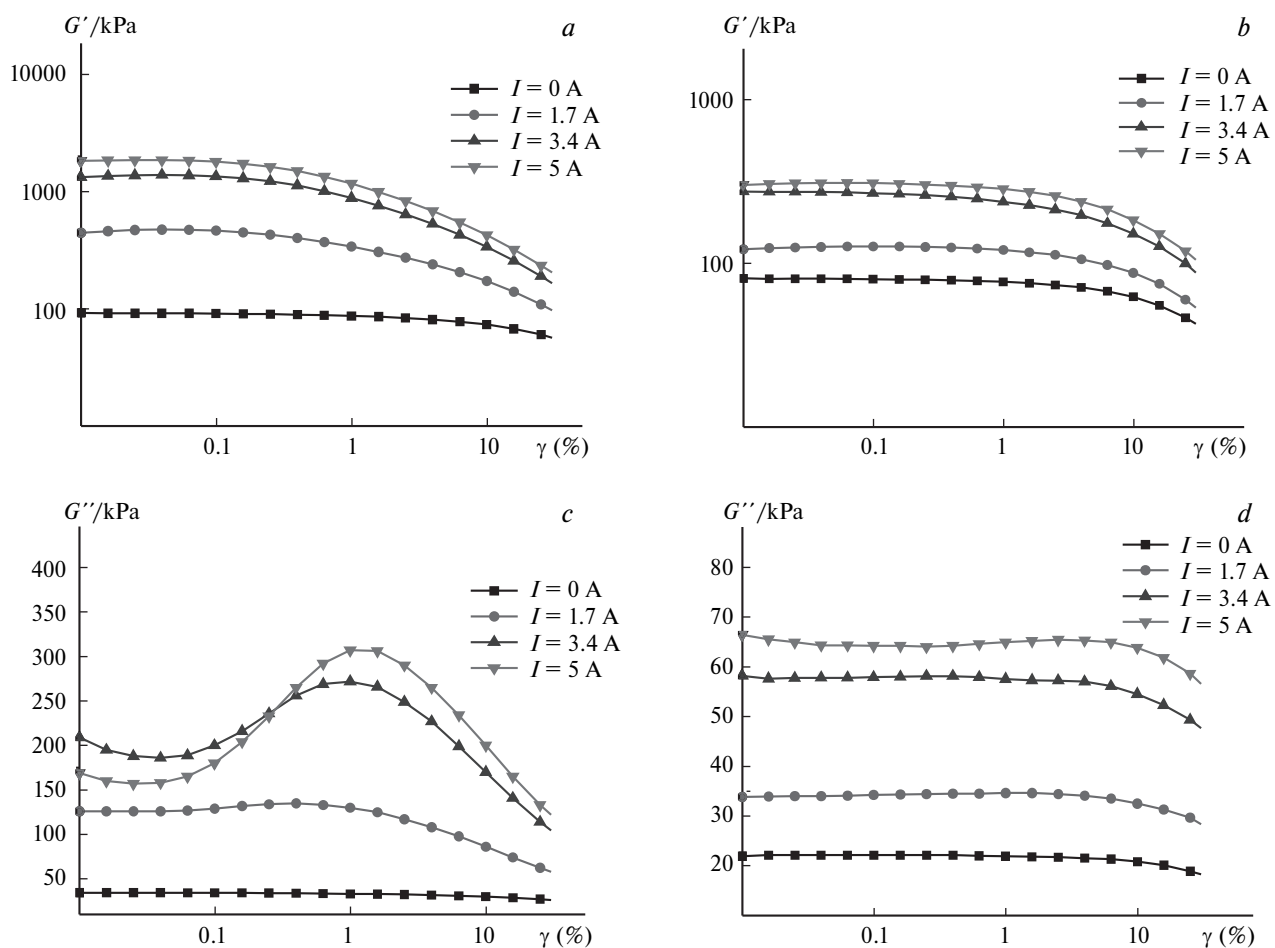 G′/kPa
a
10000
1000
100
I = 0 A
I = 1.7 A
I = 3.4 A
I = 5 A
0.1 1 10 γ (%)
G′/kPa
b
1000
100
I = 0 A
I = 1.7 A
I = 3.4 A
I = 5 A
0.1 1 10 γ (%)
G′′/kPa
c
400
350
300
250
200
150
100
50
I = 0 A
I = 1.7 A
I = 3.4 A
I = 5 A
0.1 1 10 γ (%)
G′′/kPa
d
80
70
60
50
40
30
20
I = 0 A
I = 1.7 A
I = 3.4 A
I = 5 A
0.1 1 10 γ (%)